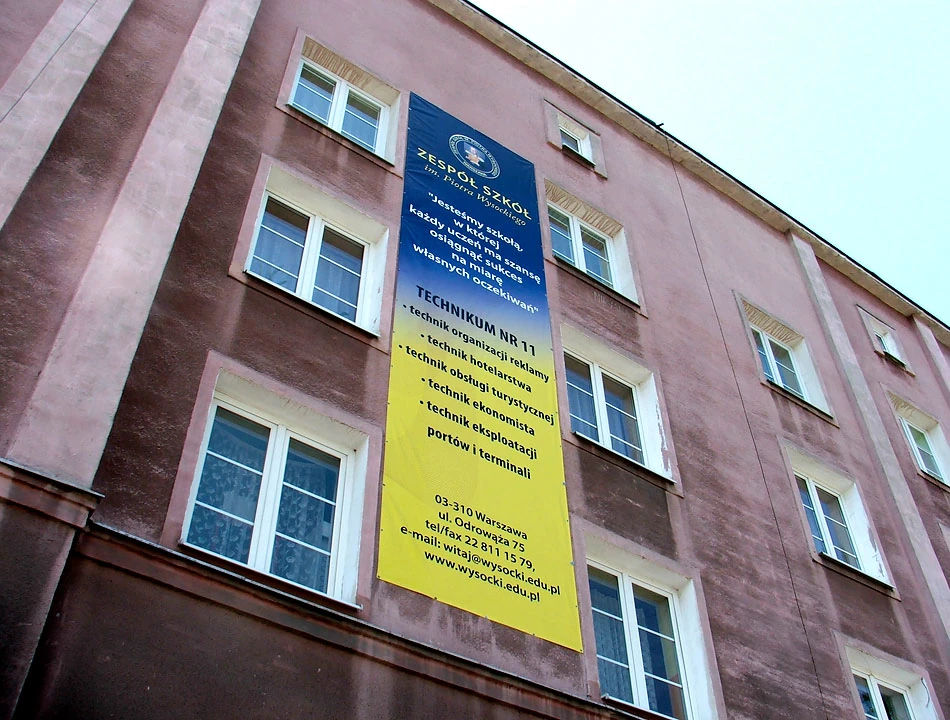 ZESPÓŁ SZKÓŁ
im. Piotra Wysockiego
"Jesteśmy szkołą,
w której
każdy uczeń ma szansę
osiągnąć sukces
na miarę
własnych oczekiwań"
TECHNIKUM NR 11
• technik organizacji reklamy
• technik hotelarstwa
• technik obsługi turystycznej
• technik ekonomista
• technik eksploatacji
portów i terminali
03-310 Warszawa
ul. Odrowąża 75
tel/fax 22 811 15 79,
e-mail: witaj@wysocki.edu.pl
www.wysocki.edu.pl